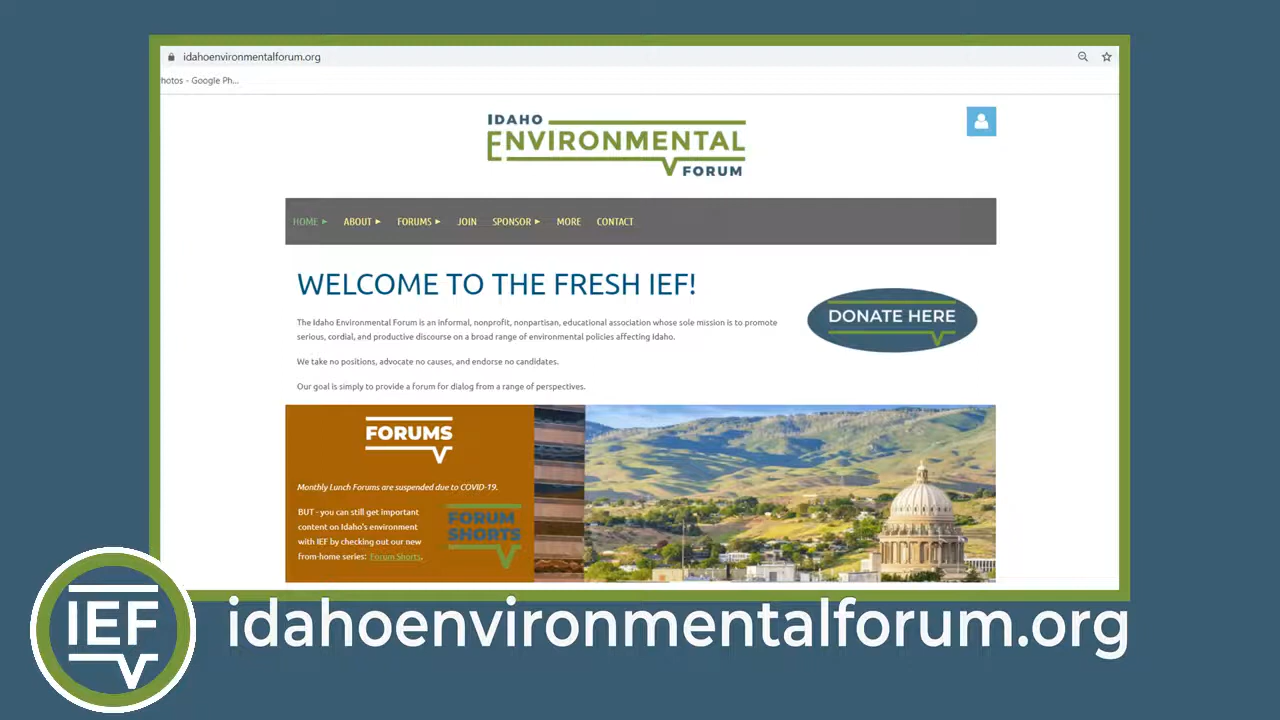 idahoenvironmentalforum.org
hotos - Google Ph...
IDAHO
ENVIRONMENTAL
FORUM
HOME ABOUT FORUMS JOIN SPONSOR MORE CONTACT
WELCOME TO THE FRESH IEF!
The Idaho Environmental Forum is an informal, nonprofit, nonpartisan, educational association whose sole mission is to promote
serious, cordial, and productive discourse on a broad range of environmental policies affecting Idaho.
We take no positions, advocate no causes, and endorse no candidates.
Our goal is simply to provide a forum for dialog from a range of perspectives.
DONATE HERE
FORUMS
Monthly Lunch Forums are suspended due to COVID-19.
BUT - you can still get important
content on Idaho's environment
with IEF by checking out our new
from-home series: Forum Shorts.
FORUM
SHORTS
IEF
idahoenvironmentalforum.org